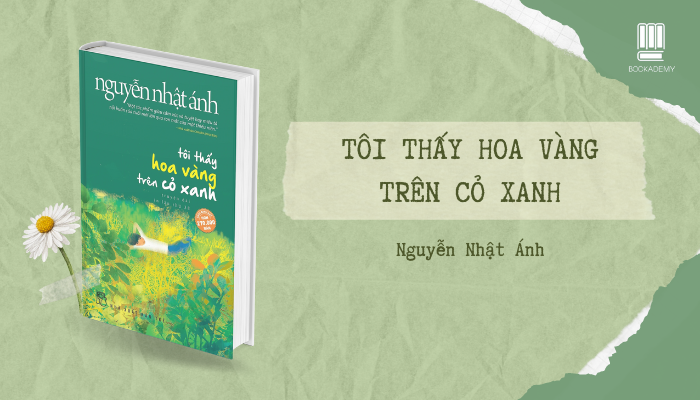 BOOKADEMY
nguyễn nhật ánh
tôi thấy
hoa vàng
trên cỏ xanh
TÔI THẤY HOA VÀNG
TRÊN CỎ XANH
Nguyễn Nhật Ánh